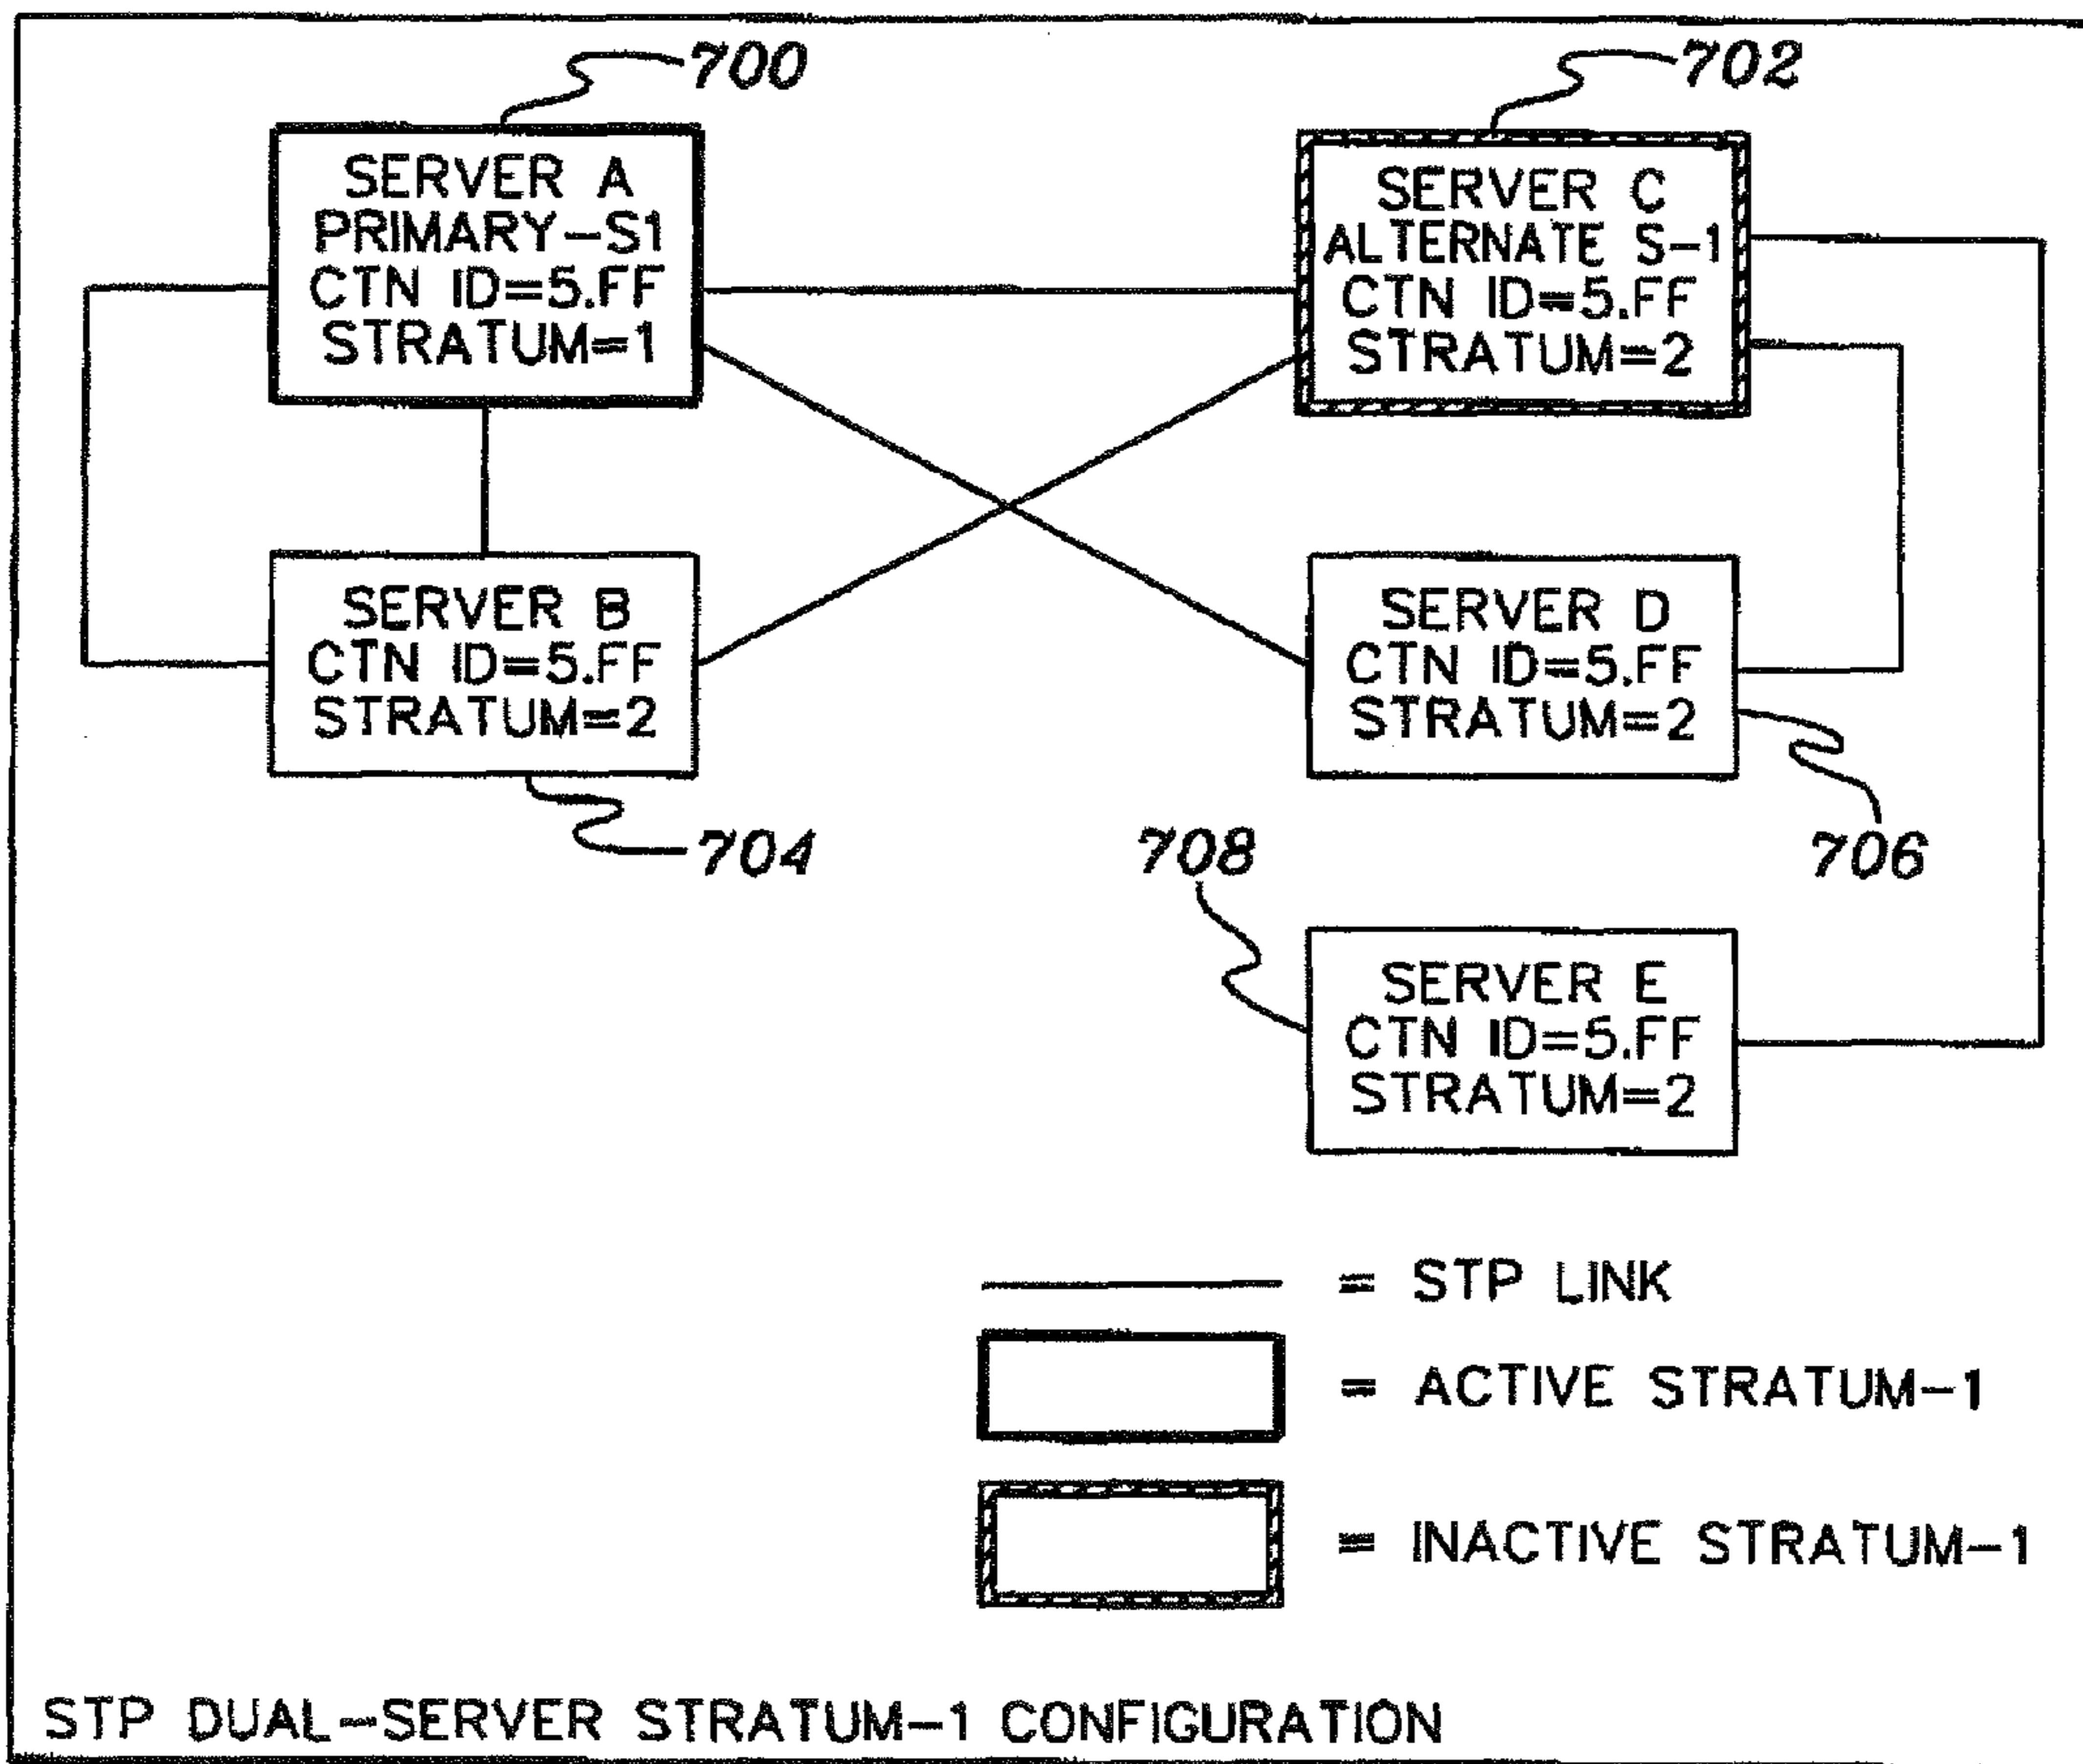 700
702
SERVER A
PRIMARY-S1
CTN ID=5.FF
STRATUM=1
SERVER C
ALTERNATE S-1
CTN ID=5.FF
STRATUM=2
SERVER B
CTN ID=5.FF
STRATUM=2
SERVER D
CTN ID=5.FF
STRATUM=2
704
708
706
SERVER E
CTN ID=5.FF
STRATUM=2
= STP LINK
= ACTIVE STRATUM-1
= INACTIVE STRATUM-1
STP DUAL-SERVER STRATUM-1 CONFIGURATION